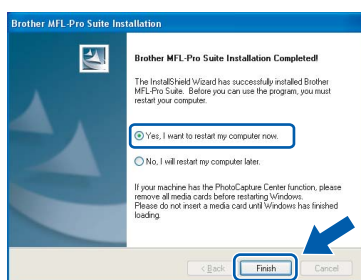 Brother MFL-Pro Suite Installation
Brother MFL-Pro Suite Installation Completed!
The InstallShield Wizard has successfully installed Brother
MFL-Pro Suite. Before you can use the program, you must
restart your computer.
Yes, I want to restart my computer now.
No, I will restart my computer later.
If your machine has the PhotoCapture Center function, please
remove all media cards before restarting Windows.
Please do not insert a media card until Windows has finished
loading.
< Back Finish Cancel